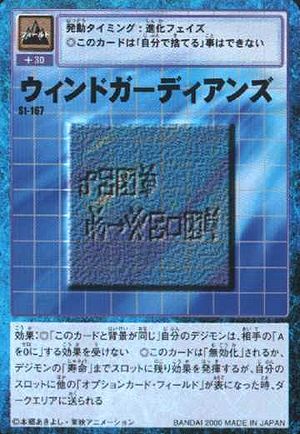 発動タイミング：進化フェイズ
◎このカードは「自分で捨てる」事はできない
フィールド
+30
ウィンドガーディアンズ
St-167
効果：◎「このカードと背景が同じ」自分のデジモンは、相手の「A
を0に」する効果を受けない　◎このカードは「無効化」されるか、
デジモンの「寿命」までスロットに残り効果を発揮するが、自分の
スロットに他の「オプションカード・フィールド」が表になった時、ダ
ークエリアに送られる
©本郷あきよし・東映アニメーション
BANDAI 2000 MADE IN JAPAN